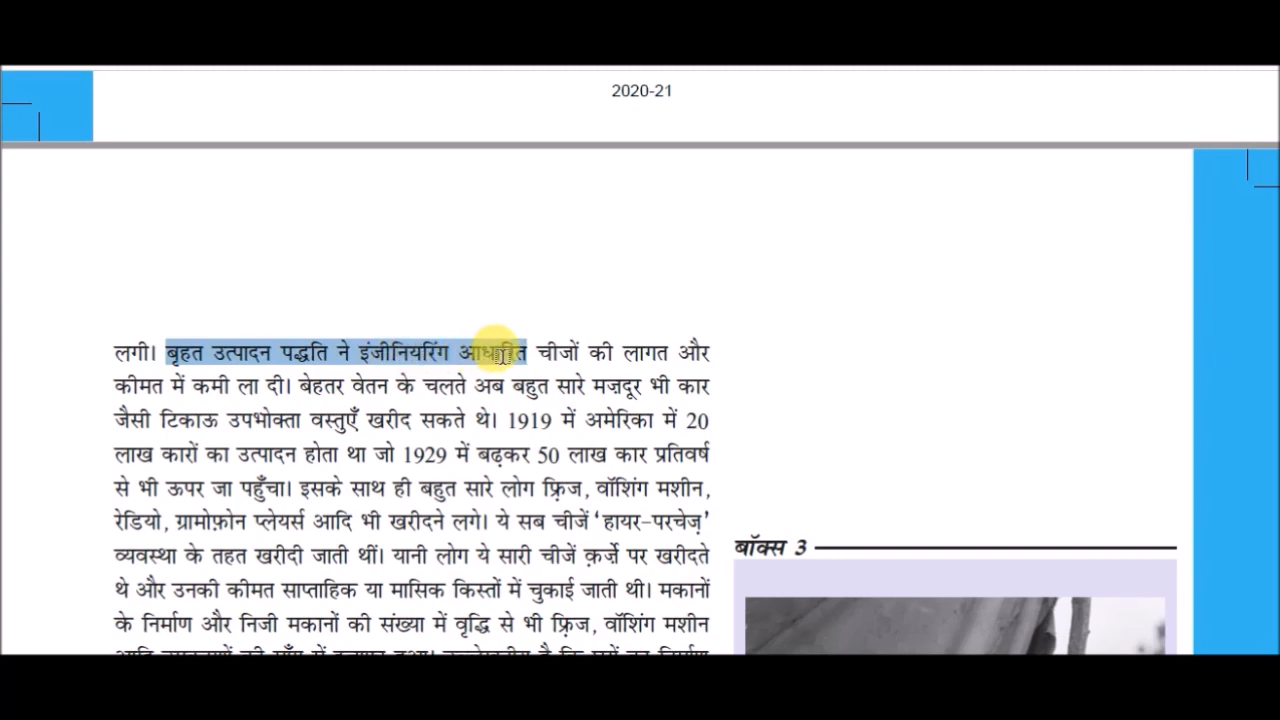 2020-21
लगी। बृहत उत्पादन पद्धति ने इंजीनियरिंग आधारित चीजों की लागत और
कीमत में कमी ला दी। बेहतर वेतन के चलते अब बहुत सारे मज़दूर भी कार
जैसी टिकाऊ उपभोक्ता वस्तुएँ खरीद सकते थे। 1919 में अमेरिका में 20
लाख कारों का उत्पादन होता था जो 1929 में बढ़कर 50 लाख कार प्रतिवर्ष
से भी ऊपर जा पहुँचा। इसके साथ ही बहुत सारे लोग फ़्रिज, वॉशिंग मशीन,
रेडियो, ग्रामोफ़ोन प्लेयर्स आदि भी खरीदने लगे। ये सब चीजें ‘हायर-परचेज़’
व्यवस्था के तहत खरीदी जाती थीं। यानी लोग ये सारी चीजें क़र्ज़े पर खरीदते
थे और उनकी कीमत साप्ताहिक या मासिक किस्तों में चुकाई जाती थी। मकानों
के निर्माण और निजी मकानों की संख्या में वृद्धि से भी फ़्रिज, वॉशिंग मशीन
बॉक्स 3